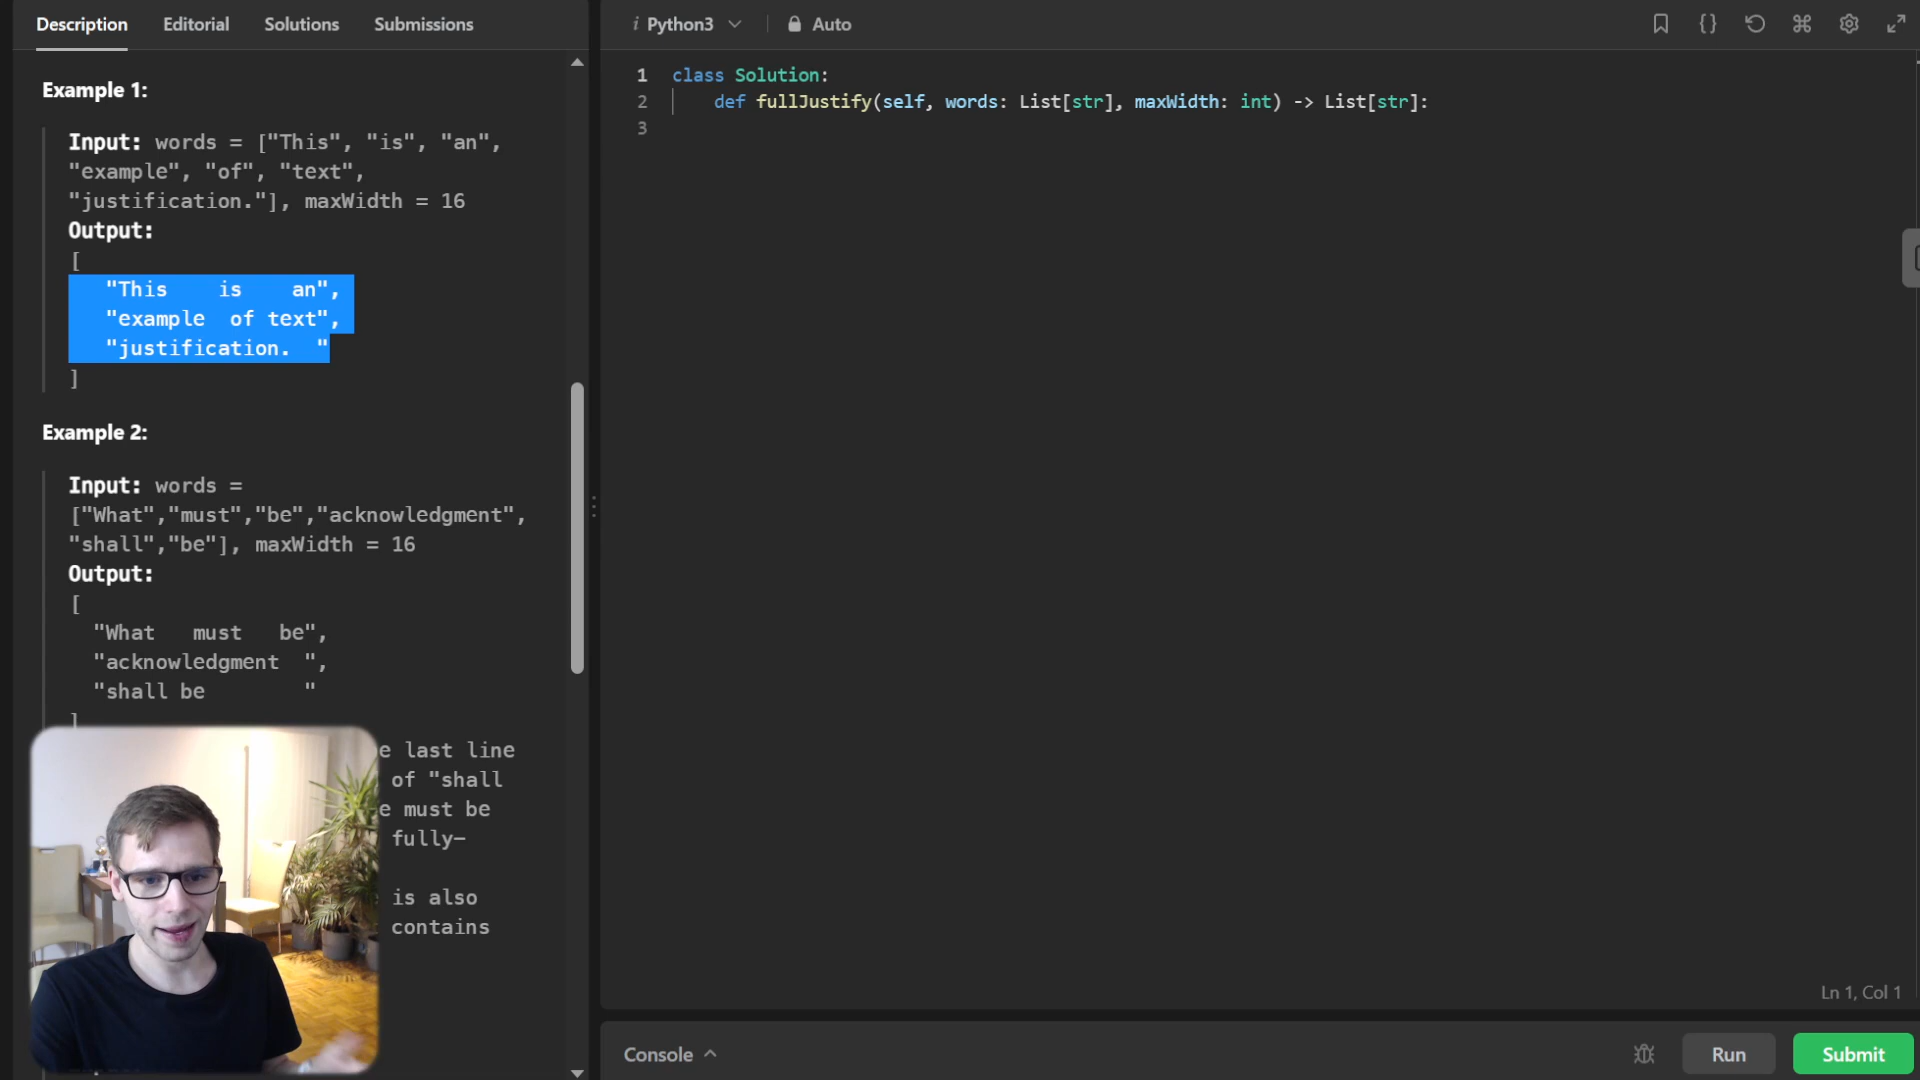 Description Editorial Solutions Submissions
Example 1:
Input: words = ["This", "is", "an",
"example", "of", "text",
"justification."], maxWidth = 16
Output:
[
"This    is    an",
"example  of text",
"justification.  "
]
Example 2:
Input: words =
["What","must","be","acknowledgment",
"shall","be"], maxWidth = 16
Output:
[
"What   must   be",
"acknowledgment  ",
"shall be        "
]
e last line
of "shall
e must be
fully-
is also
contains
i Python3 Auto
1 class Solution:
2     def fullJustify(self, words: List[str], maxWidth: int) -> List[str]:
3
Ln 1, Col 1
Console Run Submit